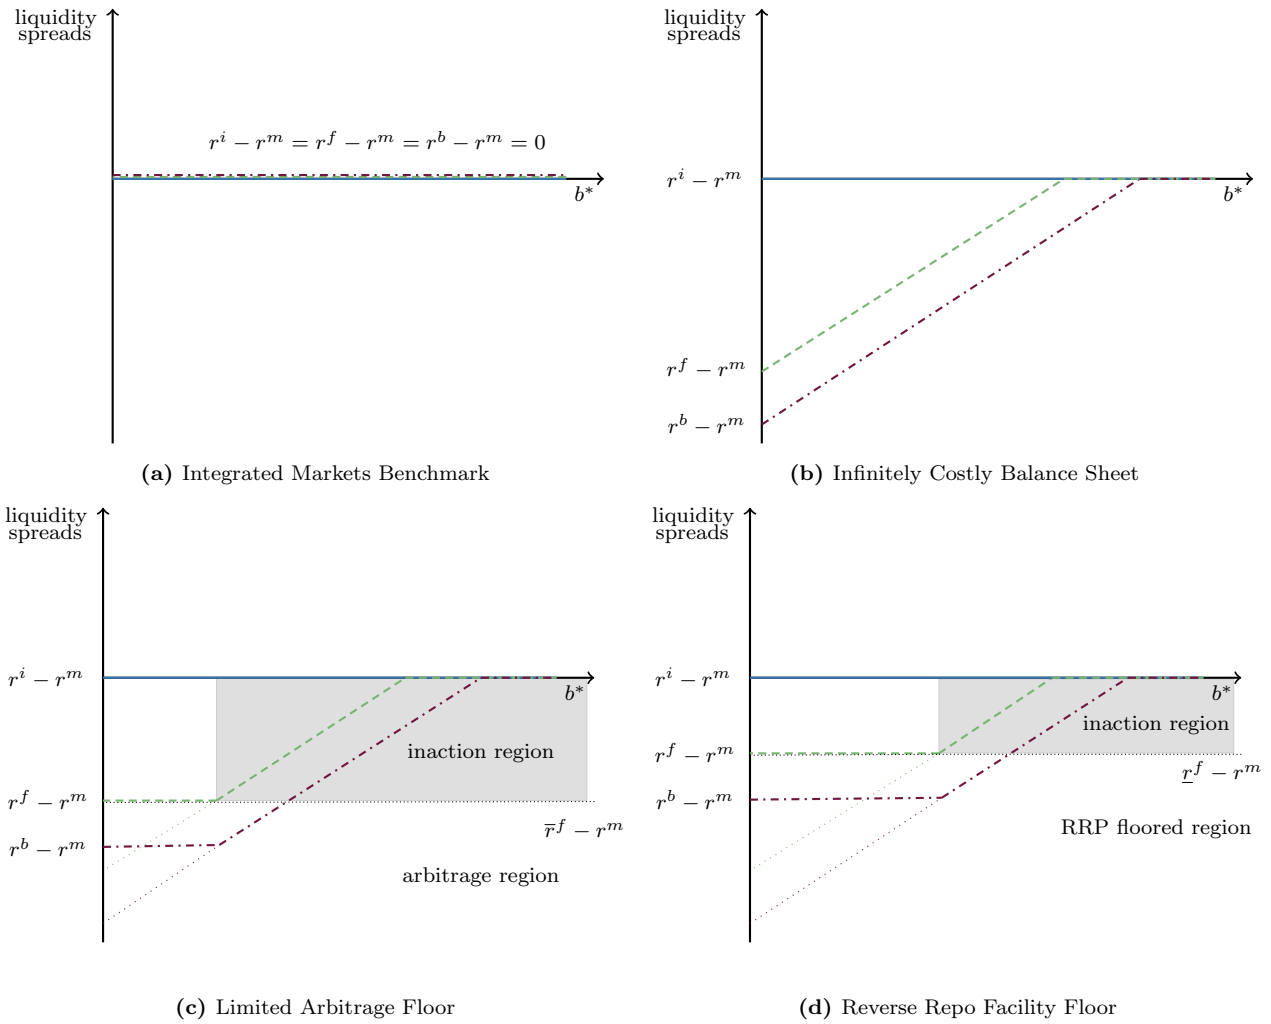 liquidity
spreads
r^i − r^m = r^f − r^m = r^b − r^m = 0
b*
(a) Integrated Markets Benchmark
liquidity
spreads
r^i − r^m
b*
r^f − r^m
r^b − r^m
(b) Infinitely Costly Balance Sheet
liquidity
spreads
r^i − r^m
b*
inaction region
r^f − r^m
r̅^f − r^m
r^b − r^m
arbitrage region
(c) Limited Arbitrage Floor
liquidity
spreads
r^i − r^m
b*
inaction region
r^f − r^m
r̲^f − r^m
r^b − r^m
RRP floored region
(d) Reverse Repo Facility Floor